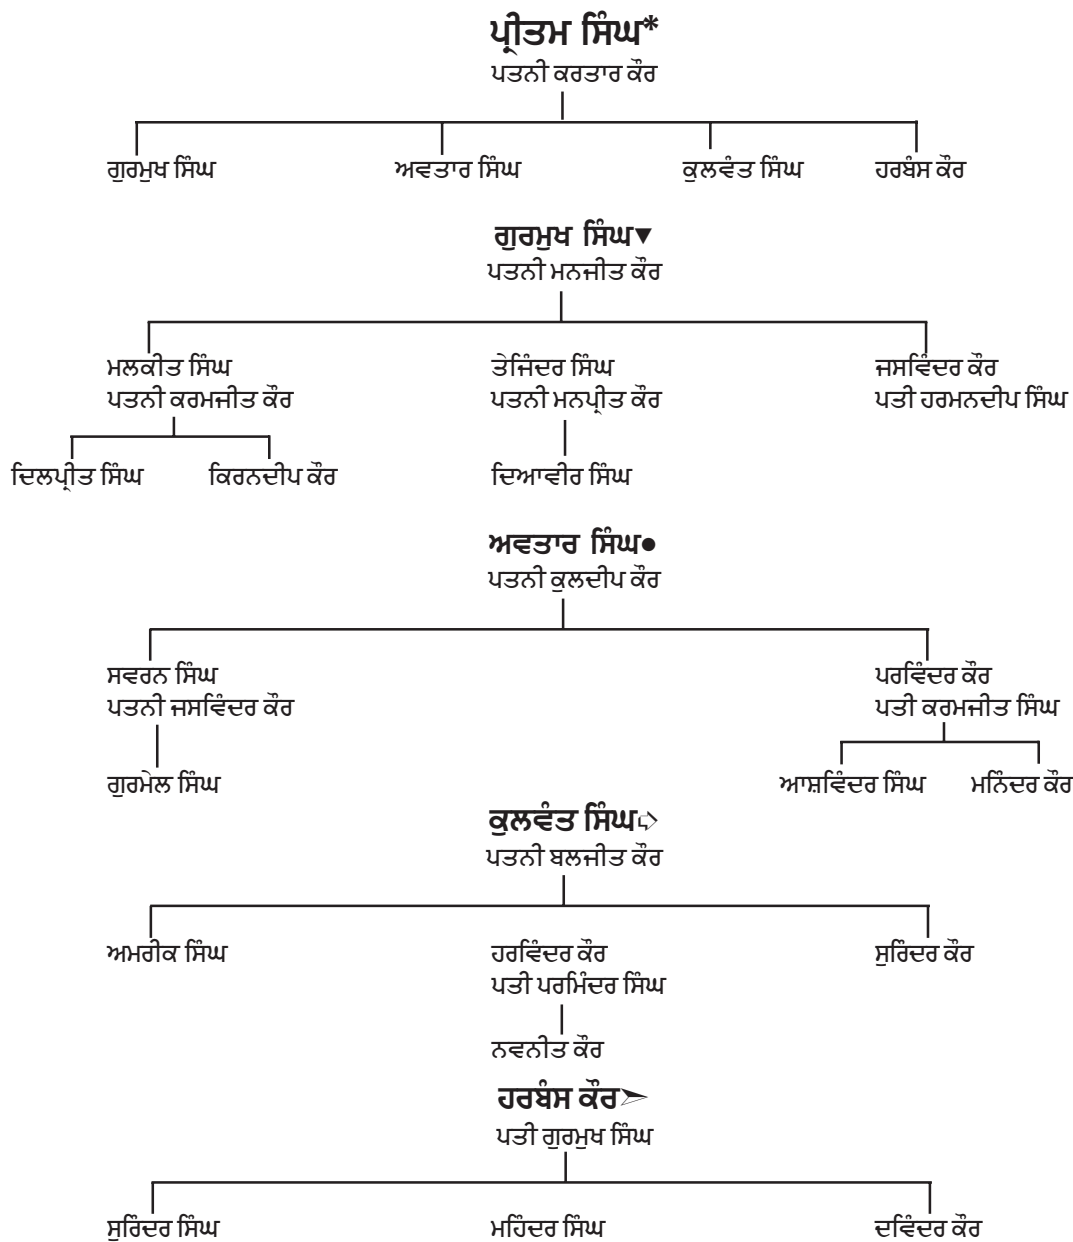 ਪ੍ਰੀਤਮ ਸਿੰਘ*
ਪਤਨੀ ਕਰਤਾਰ ਕੌਰ
ਗੁਰਮੁਖ ਸਿੰਘ ਅਵਤਾਰ ਸਿੰਘ ਕੁਲਵੰਤ ਸਿੰਘ ਹਰਬੰਸ ਕੌਰ
ਗੁਰਮੁਖ ਸਿੰਘ▼
ਪਤਨੀ ਮਨਜੀਤ ਕੌਰ
ਮਲਕੀਤ ਸਿੰਘ ਤੇਜਿੰਦਰ ਸਿੰਘ ਜਸਵਿੰਦਰ ਕੌਰ
ਪਤਨੀ ਕਰਮਜੀਤ ਕੌਰ ਪਤਨੀ ਮਨਪ੍ਰੀਤ ਕੌਰ ਪਤੀ ਹਰਮਨਦੀਪ ਸਿੰਘ
ਦਿਲਪ੍ਰੀਤ ਸਿੰਘ ਕਿਰਨਦੀਪ ਕੌਰ ਦਿਆਵੀਰ ਸਿੰਘ
ਅਵਤਾਰ ਸਿੰਘ●
ਪਤਨੀ ਕੁਲਦੀਪ ਕੌਰ
ਸਵਰਨ ਸਿੰਘ ਪਰਵਿੰਦਰ ਕੌਰ
ਪਤਨੀ ਜਸਵਿੰਦਰ ਕੌਰ ਪਤੀ ਕਰਮਜੀਤ ਸਿੰਘ
ਗੁਰਮੇਲ ਸਿੰਘ ਆਸ਼ਵਿੰਦਰ ਸਿੰਘ ਮਨਿੰਦਰ ਕੌਰ
ਕੁਲਵੰਤ ਸਿੰਘ➪
ਪਤਨੀ ਬਲਜੀਤ ਕੌਰ
ਅਮਰੀਕ ਸਿੰਘ ਹਰਵਿੰਦਰ ਕੌਰ ਸੁਰਿੰਦਰ ਕੌਰ
ਪਤੀ ਪਰਮਿੰਦਰ ਸਿੰਘ
ਨਵਨੀਤ ਕੌਰ
ਹਰਬੰਸ ਕੌਰ➢
ਪਤੀ ਗੁਰਮੁਖ ਸਿੰਘ
ਸੁਰਿੰਦਰ ਸਿੰਘ ਮਹਿੰਦਰ ਸਿੰਘ ਦਵਿੰਦਰ ਕੌਰ